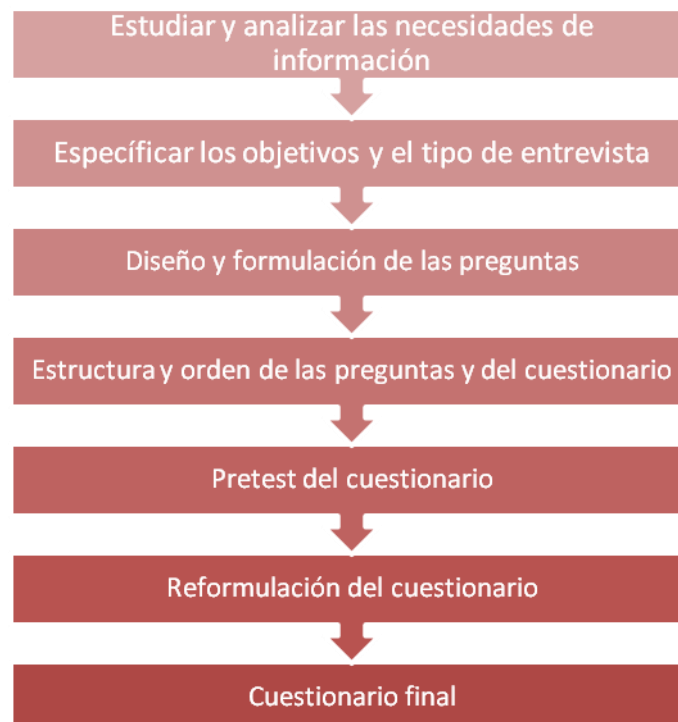 Estudiar y analizar las necesidades de
información
Específicar los objetivos y el tipo de entrevista
Diseño y formulación de las preguntas
Estructura y orden de las preguntas y del cuestionario
Pretest del cuestionario
Reformulación del cuestionario
Cuestionario final